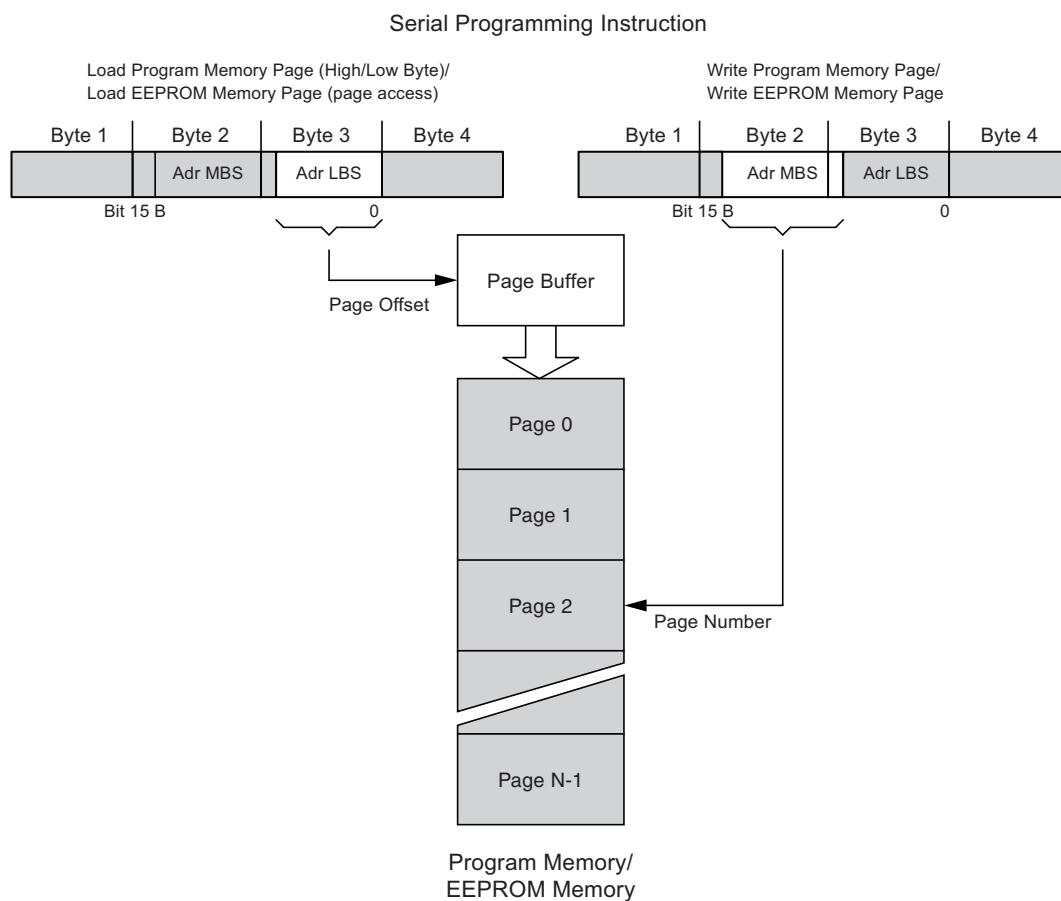 Serial Programming Instruction
Load Program Memory Page (High/Low Byte)/
Load EEPROM Memory Page (page access)
Byte 1 Byte 2 Byte 3 Byte 4
Adr MBS Adr LBS
Bit 15 B 0
Write Program Memory Page/
Write EEPROM Memory Page
Byte 1 Byte 2 Byte 3 Byte 4
Adr MBS Adr LBS
Bit 15 B 0
Page Offset
Page Buffer
Page 0
Page 1
Page 2
Page Number
Page N-1
Program Memory/
EEPROM Memory